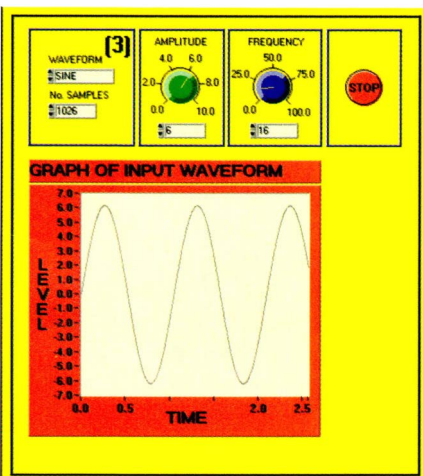 (3)
WAVEFORM
SINE
No. SAMPLES
1026
AMPLITUDE
4.0 6.0
2.0 8.0
0.0 10.0
6
FREQUENCY
50.0
25.0 75.0
0.0 100.0
16
STOP
GRAPH OF INPUT WAVEFORM
7.0
6.0
5.0
4.0
3.0
2.0
1.0
0.0
-1.0
-2.0
-3.0
-4.0
-5.0
-6.0
-7.0
LEVEL
0.0 0.5 2.0 2.5
TIME